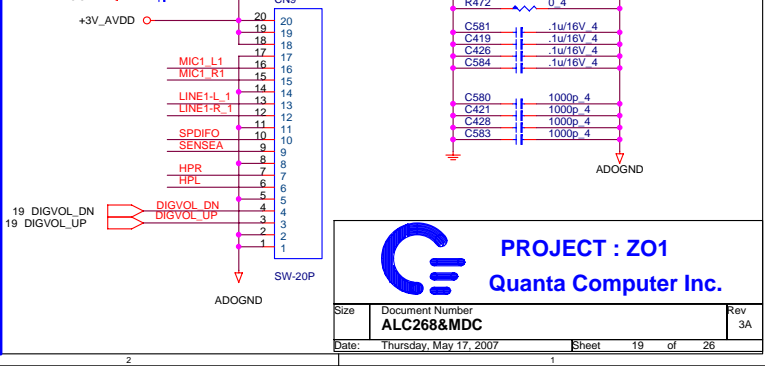 CN9
+3V_AVDD
20 20
19 19
18 18
17 17
MIC1_L1 16 16
MIC1_R1 15 15
14 14
LINE1-L_1 13 13
LINE1-R_1 12 12
11 11
SPDIFO 10 10
SENSEA 9 9
8 8
HPR 7 7
HPL 6 6
5 5
19 DIGVOL_DN DIGVOL_DN 4 4
19 DIGVOL_UP DIGVOL_UP 3 3
2 2
1 1
SW-20P
ADOGND
R472 0_4
C581 .1u/16V_4
C419 .1u/16V_4
C426 .1u/16V_4
C584 .1u/16V_4
C580 1000p_4
C421 1000p_4
C428 1000p_4
C583 1000p_4
ADOGND
PROJECT : ZO1
Quanta Computer Inc.
Size Document Number Rev
ALC268&MDC 3A
Date: Thursday, May 17, 2007 Sheet 19 of 26
2 1